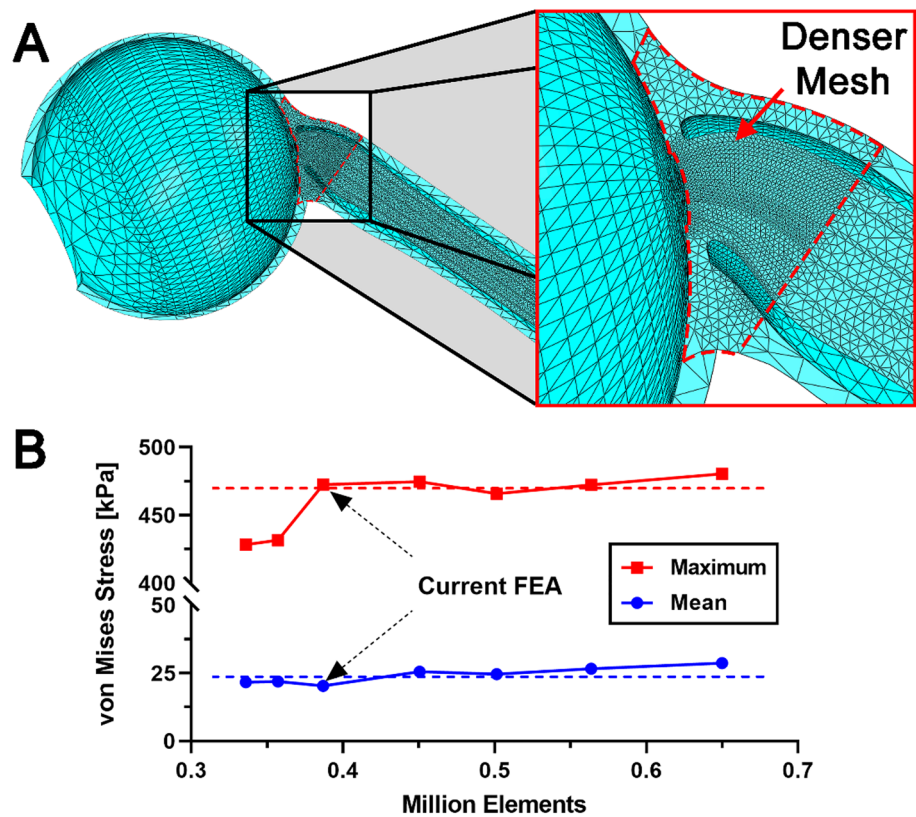 A
Denser
Mesh
B
von Mises Stress [kPa]
500
450
400
50
25
0
Current FEA
Maximum
Mean
0.3
0.4
0.5
0.6
0.7
Million Elements